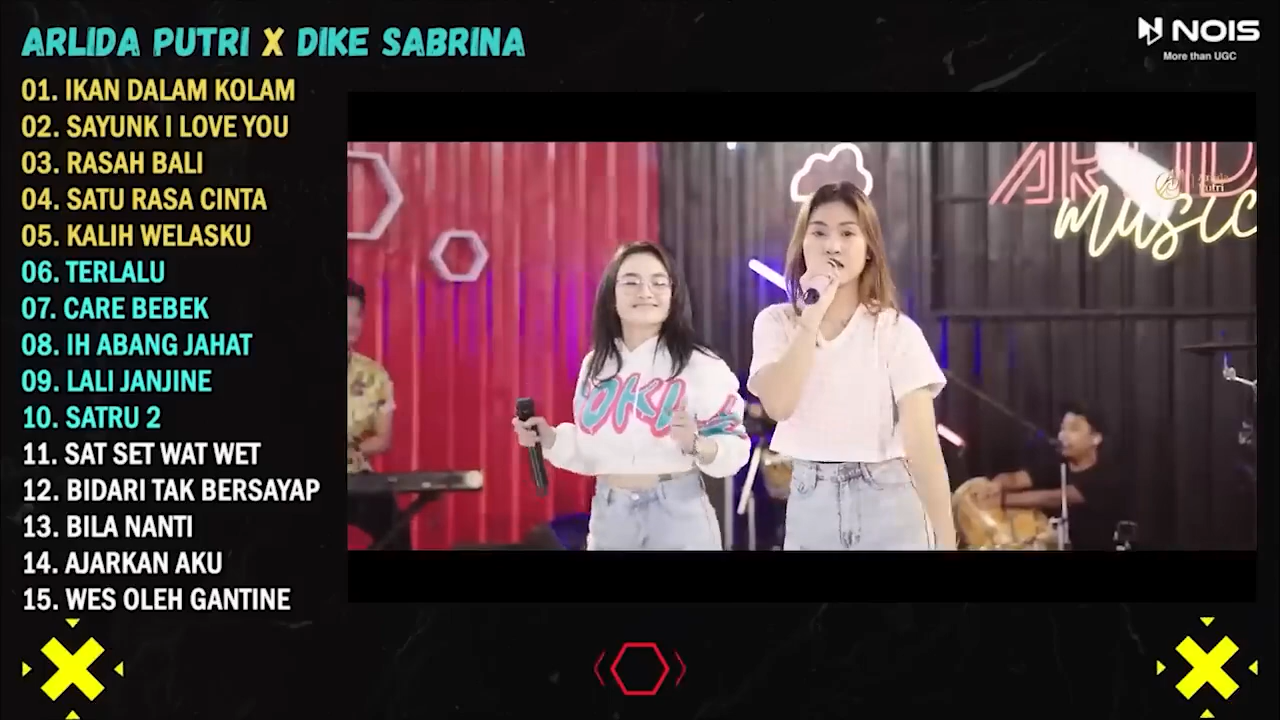 ARLIDA PUTRI X DIKE SABRINA
01. IKAN DALAM KOLAM
02. SAYUNK I LOVE YOU
03. RASAH BALI
04. SATU RASA CINTA
05. KALIH WELASKU
06. TERLALU
07. CARE BEBEK
08. IH ABANG JAHAT
09. LALI JANJINE
10. SATRU 2
11. SAT SET WAT WET
12. BIDARI TAK BERSAYAP
13. BILA NANTI
14. AJARKAN AKU
15. WES OLEH GANTINE
NOIS
More than UGC
ARLID
music
Putri